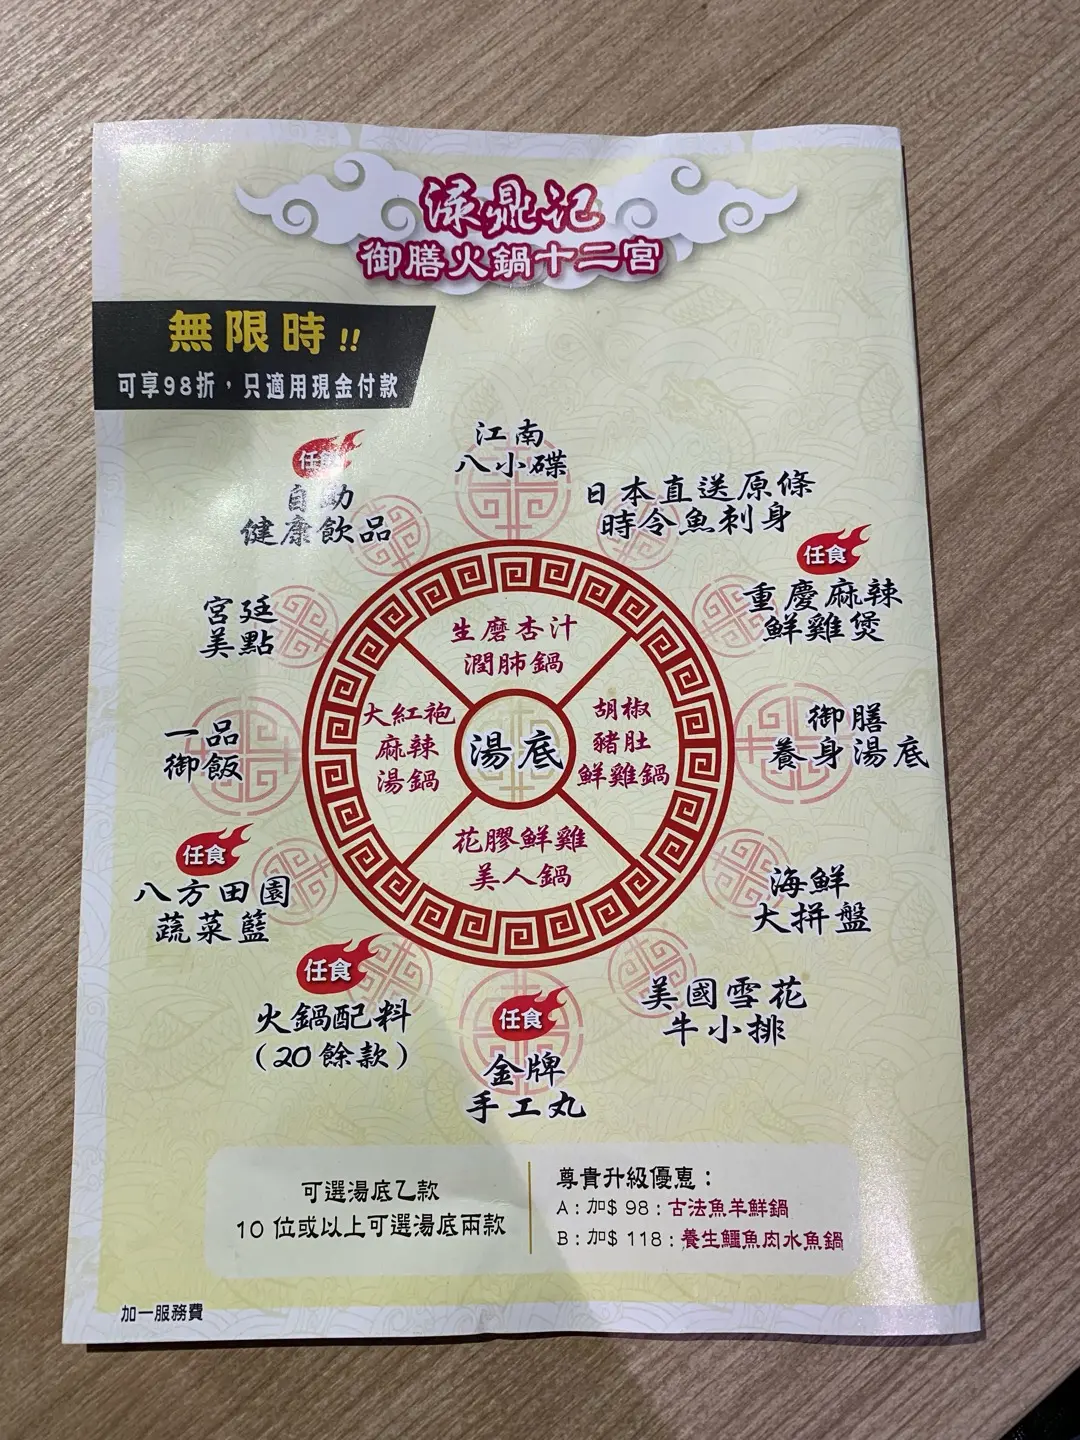 渌鼎记
御膳火鍋十二宮
無限時!!
可享98折，只適用現金付款
江南
八小碟
日本直送原條
時令魚刺身
任食
重慶麻辣
鮮雞煲
御膳
養身湯底
海鮮
大拼盤
美國雪花
牛小排
任食
金牌
手工丸
任食
火鍋配料
(20餘款)
任食
八方田園
蔬菜籃
一品
御飯
宮廷
美點
任食
自助
健康飲品
生磨杏汁
潤肺鍋
胡椒
豬肚
鮮雞鍋
花膠鮮雞
美人鍋
大紅袍
麻辣
湯鍋
湯底
可選湯底乙款
10 位或以上可選湯底兩款
尊貴升級優惠：
A：加$ 98：古法魚羊鮮鍋
B：加$ 118：養生鱷魚肉水魚鍋
加一服務費